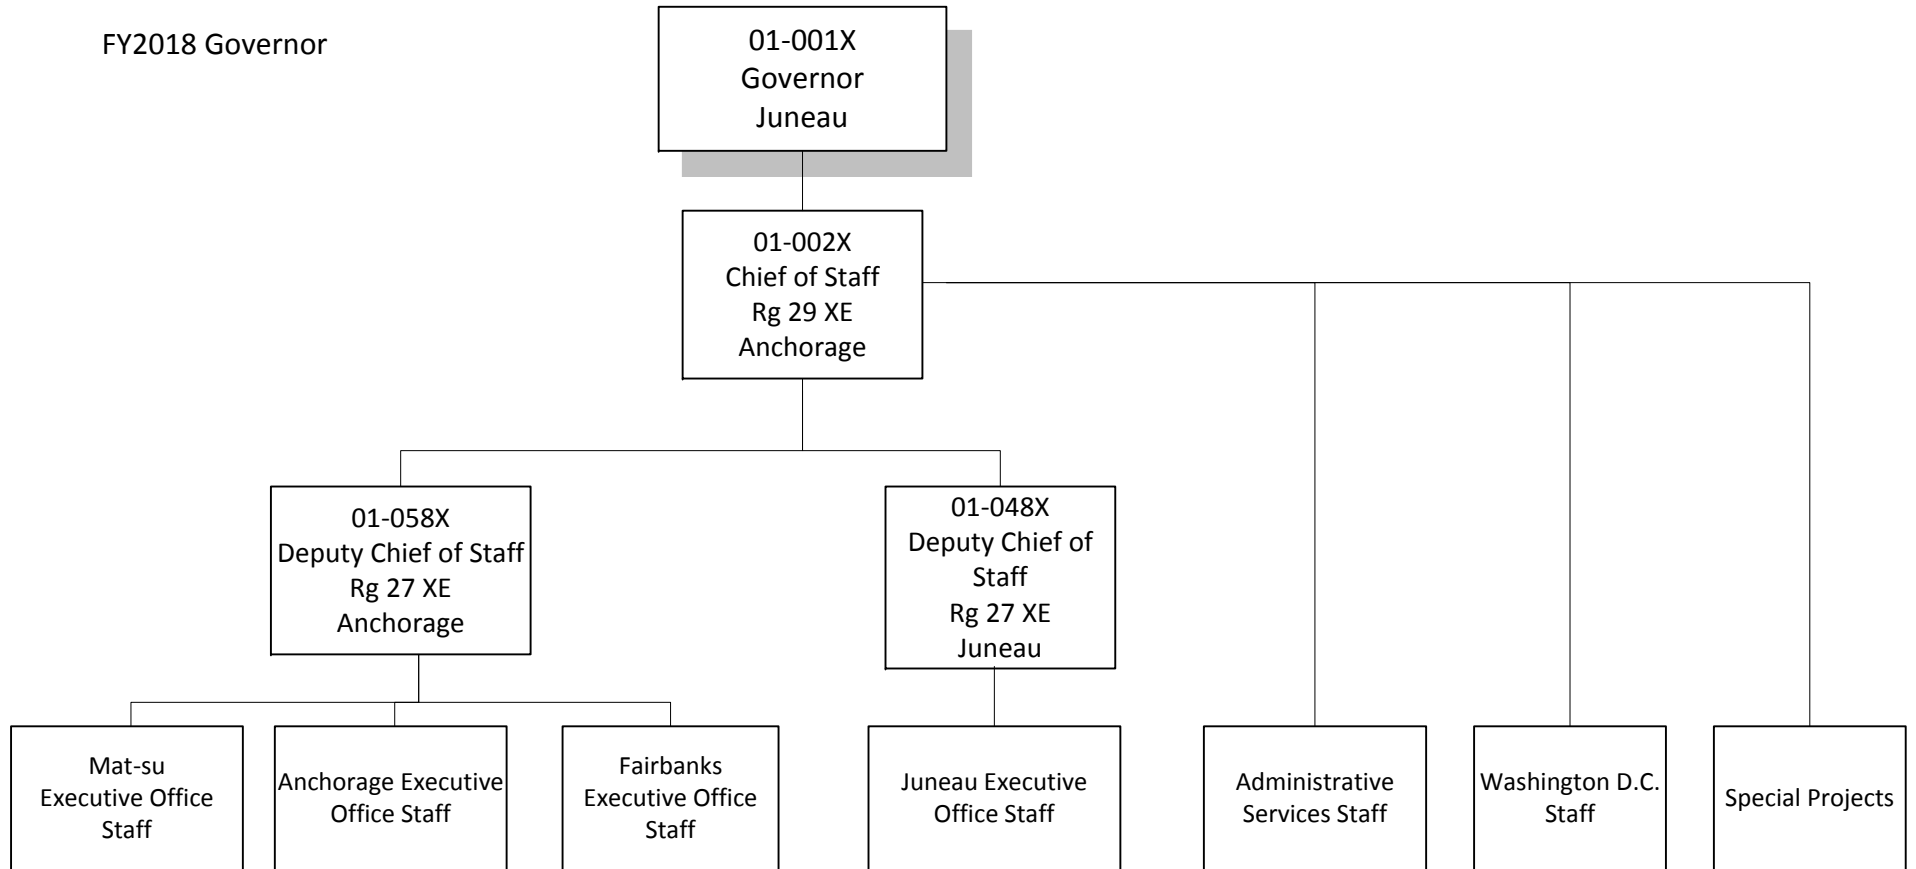 FY2018 Governor
01-001X
Governor
Juneau
01-002X
Chief of Staff
Rg 29 XE
Anchorage
01-058X
Deputy Chief of Staff
Rg 27 XE
Anchorage
01-048X
Deputy Chief of
Staff
Rg 27 XE
Juneau
Mat-su
Executive Office
Staff
Anchorage Executive
Office Staff
Fairbanks
Executive Office
Staff
Juneau Executive
Office Staff
Administrative
Services Staff
Washington D.C.
Staff
Special Projects